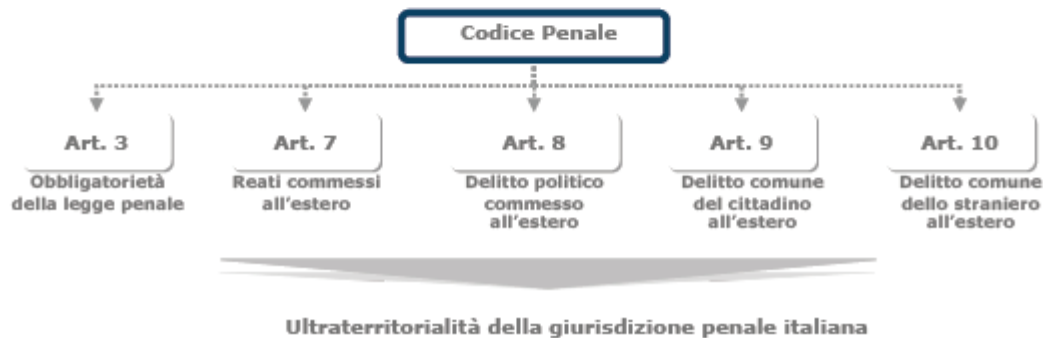 Codice Penale
Art. 3
Art. 7
Art. 8
Art. 9
Art. 10
Obbligatorietà
della legge penale
Reati commessi
all’estero
Delitto politico
commesso
all’estero
Delitto comune
del cittadino
all’estero
Delitto comune
dello straniero
all’estero
Ultraterritorialità della giurisdizione penale italiana